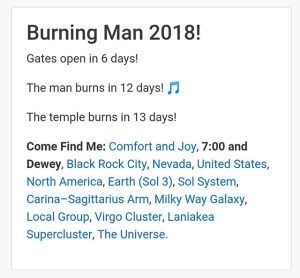 Burning Man 2018!
Gates open in 6 days!
The man burns in 12 days! 🎵
The temple burns in 13 days!
Come Find Me: Comfort and Joy, 7:00 and
Dewey, Black Rock City, Nevada, United States,
North America, Earth (Sol 3), Sol System,
Carina–Sagittarius Arm, Milky Way Galaxy,
Local Group, Virgo Cluster, Laniakea
Supercluster, The Universe.